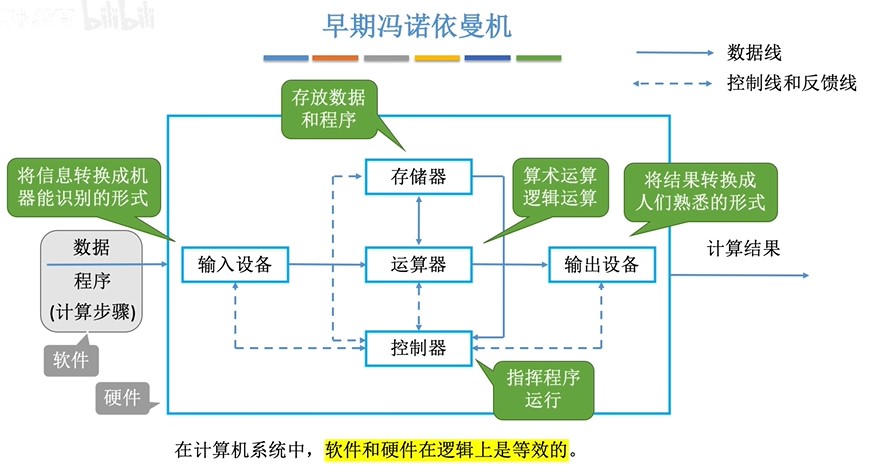 bilibili
早期冯诺依曼机
数据线
控制线和反馈线
存放数据
和程序
将信息转换成机
器能识别的形式
存储器
算术运算
逻辑运算
将结果转换成
人们熟悉的形式
数据
程序
(计算步骤)
输入设备
运算器
输出设备
计算结果
软件
控制器
硬件
指挥程序
运行
在计算机系统中，软件和硬件在逻辑上是等效的。